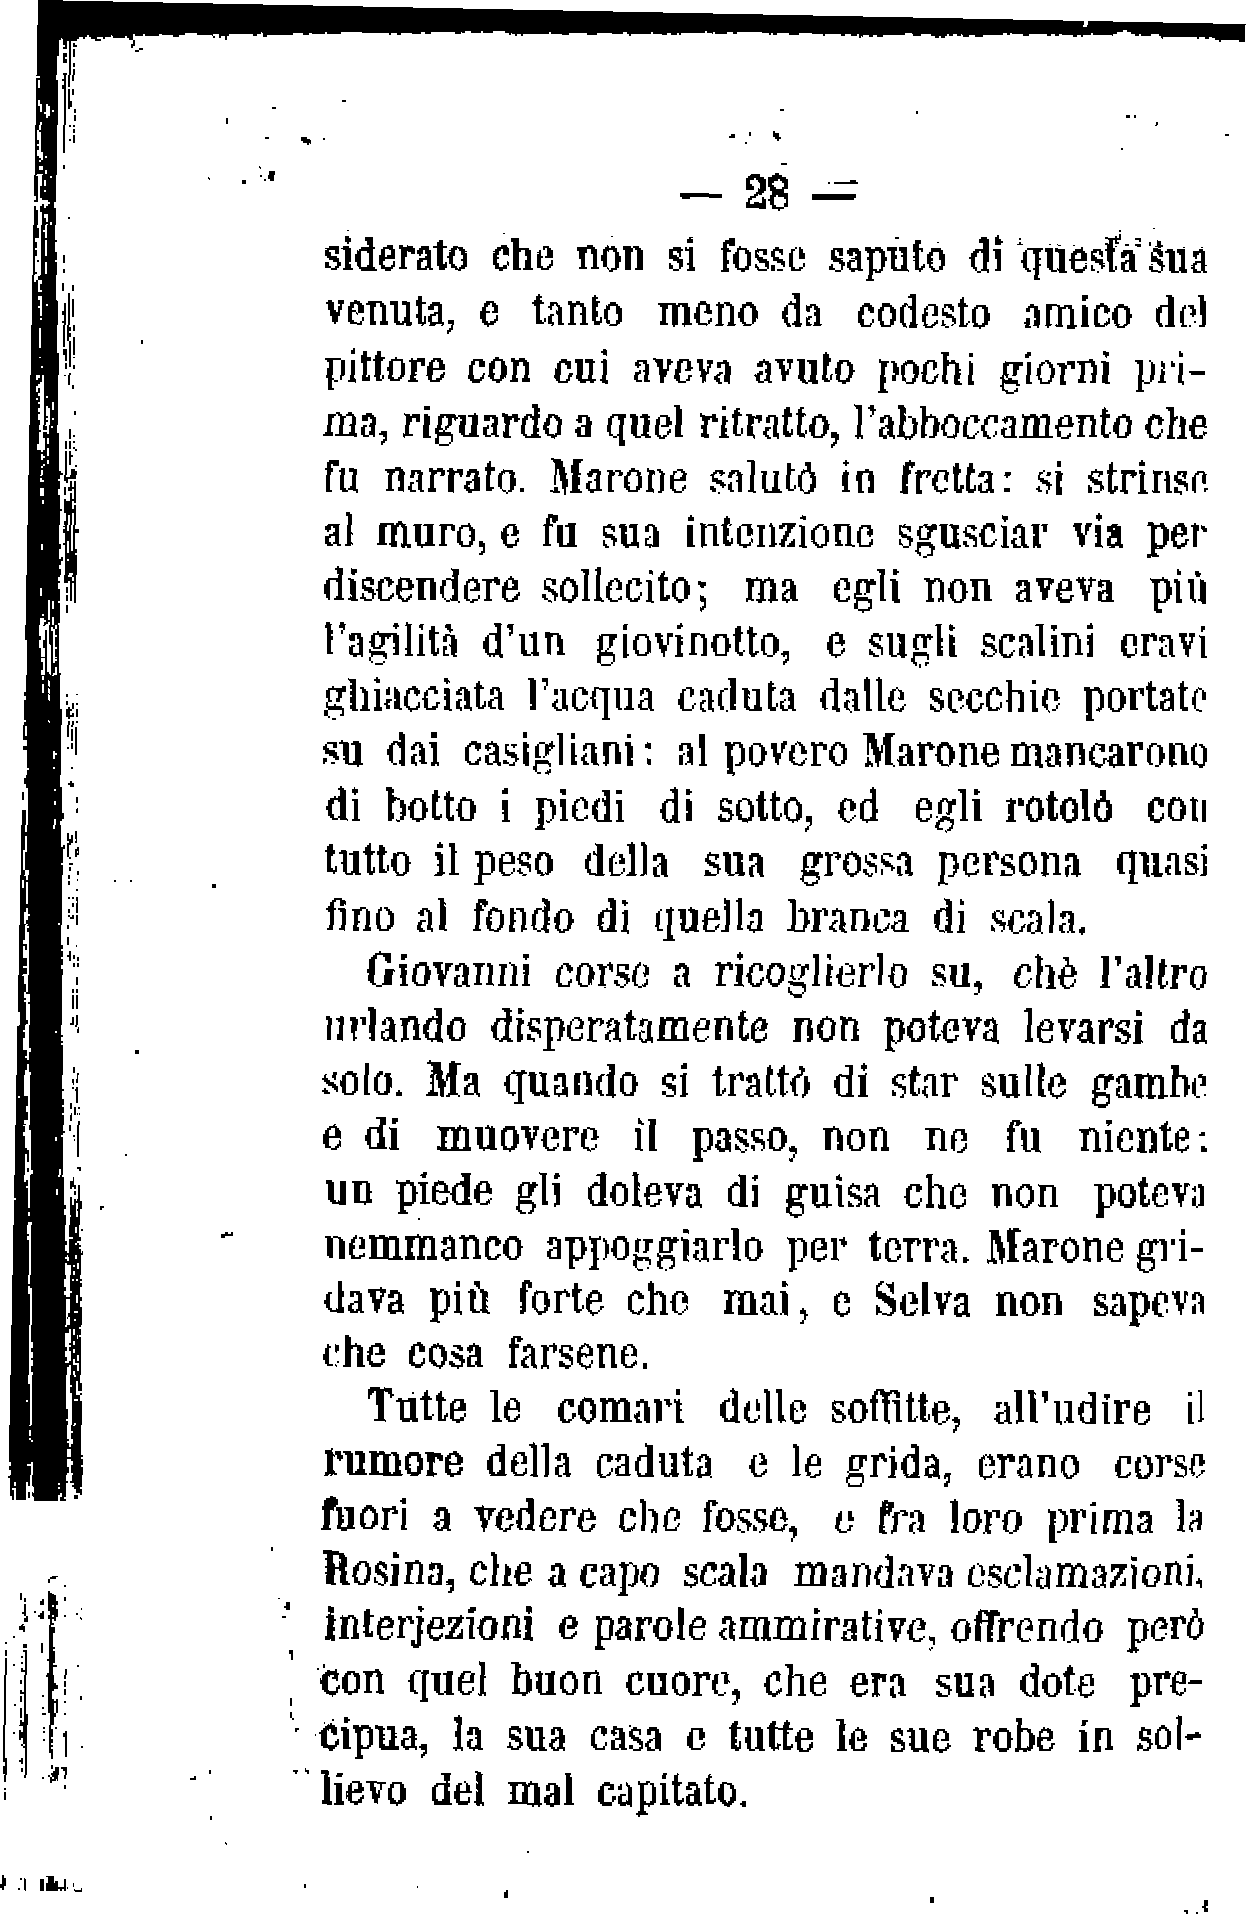 — 28 —
siderato che non si fosse saputo di questa sua
venuta, e tanto meno da codesto amico del
pittore con cui aveva avuto pochi giorni pri-
ma, riguardo a quel ritratto, l'abboccamento che
fu narrato. Marone salutò in fretta: si strinse
al muro, e fu sua intenzione sgusciar via per
discendere sollecito; ma egli non aveva più
l'agilità d'un giovinotto, e sugli scalini eravi
ghiacciata l'acqua caduta dalle secchie portate
su dai casigliani: al povero Marone mancarono
di botto i piedi di sotto, ed egli rotolò con
tutto il peso della sua grossa persona quasi
fino al fondo di quella branca di scala.
Giovanni corse a ricoglierlo su, chè l'altro
urlando disperatamente non poteva levarsi da
solo. Ma quando si trattò di star sulle gambe
e di muovere il passo, non ne fu niente:
un piede gli doleva di guisa che non poteva
nemmanco appoggiarlo per terra. Marone gri-
dava più forte che mai, e Selva non sapeva
che cosa farsene.
Tutte le comari delle soffitte, all'udire il
rumore della caduta e le grida, erano corse
fuori a vedere che fosse, e fra loro prima la
Rosina, che a capo scala mandava esclamazioni,
interjezioni e parole ammirative, offrendo però
con quel buon cuore, che era sua dote pre-
cipua, la sua casa e tutte le sue robe in sol-
lievo del mal capitato.